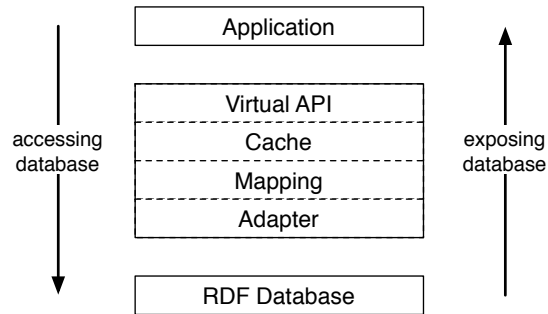 Application
Virtual API
accessing
database
Cache
Mapping
Adapter
exposing
database
RDF Database